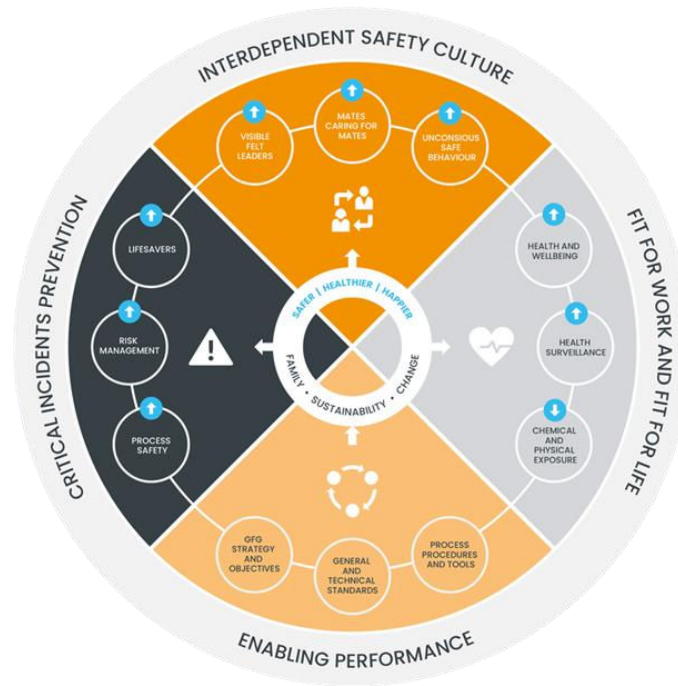 INTERDEPENDENT SAFETY CULTURE
VISIBLE
FELT
LEADERS
MATES
CARING FOR
MATES
UNCONSIOUS
SAFE
BEHAVIOUR
CRITICAL INCIDENTS PREVENTION
LIFESAVERS
RISK
MANAGEMENT
PROCESS
SAFETY
SAFER | HEALTHIER | HAPPIER
FAMILY • SUSTAINABILITY • CHANGE
FIT FOR WORK AND FIT FOR LIFE
HEALTH AND
WELLBEING
HEALTH
SURVEILLANCE
CHEMICAL
AND
PHYSICAL
EXPOSURE
GFG
STRATEGY
AND
OBJECTIVES
GENERAL
AND
TECHNICAL
STANDARDS
PROCESS
PROCEDURES
AND TOOLS
ENABLING PERFORMANCE